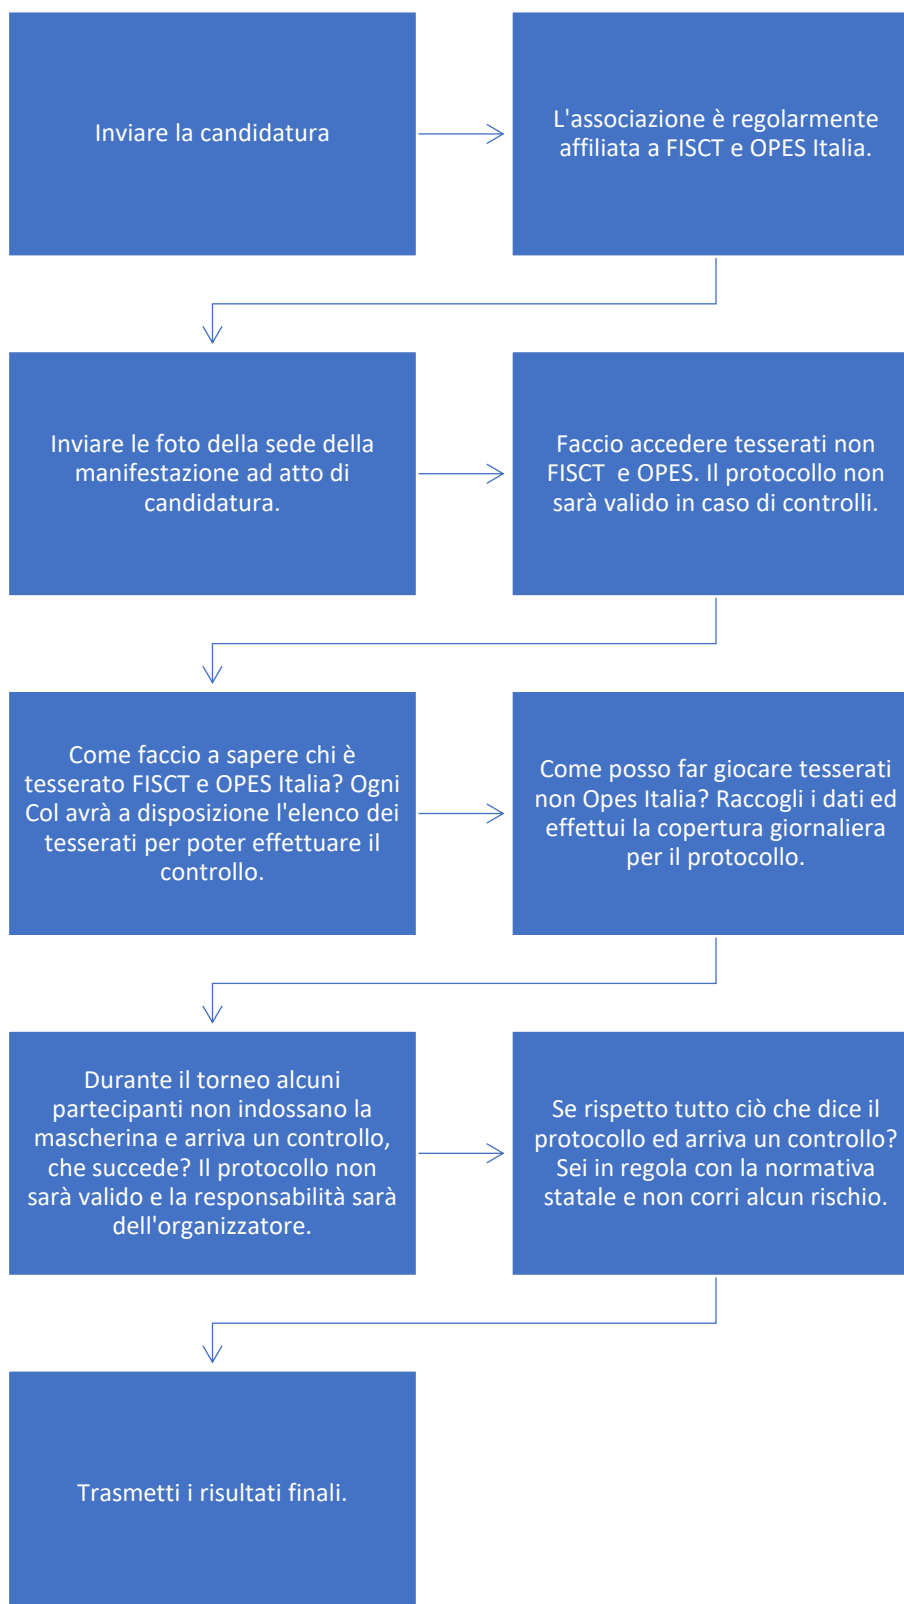 Inviare la candidatura
L'associazione è regolarmente
affiliata a FISCT e OPES Italia.
Inviare le foto della sede della
manifestazione ad atto di
candidatura.
Faccio accedere tesserati non
FISCT  e OPES. Il protocollo non
sarà valido in caso di controlli.
Come faccio a sapere chi è
tesserato FISCT e OPES Italia? Ogni
Col avrà a disposizione l'elenco dei
tesserati per poter effettuare il
controllo.
Come posso far giocare tesserati
non Opes Italia? Raccogli i dati ed
effettui la copertura giornaliera
per il protocollo.
Durante il torneo alcuni
partecipanti non indossano la
mascherina e arriva un controllo,
che succede? Il protocollo non
sarà valido e la responsabilità sarà
dell'organizzatore.
Se rispetto tutto ciò che dice il
protocollo ed arriva un controllo?
Sei in regola con la normativa
statale e non corri alcun rischio.
Trasmetti i risultati finali.